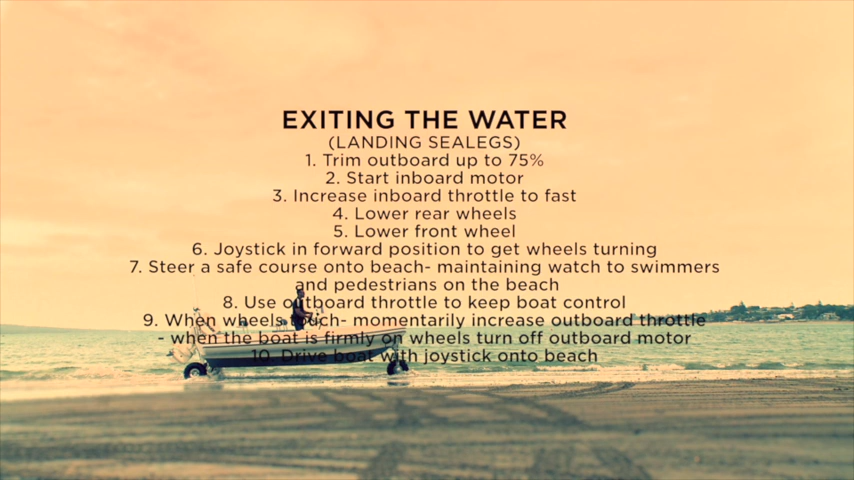 EXITING THE WATER
(LANDING SEALEGS)
1. Trim outboard up to 75%
2. Start inboard motor
3. Increase inboard throttle to fast
4. Lower rear wheels
5. Lower front wheel
6. Joystick in forward position to get wheels turning
7. Steer a safe course onto beach- maintaining watch to swimmers
and pedestrians on the beach
8. Use outboard throttle to keep boat control
9. When wheels touch- momentarily increase outboard throttle
- when the boat is firmly on wheels turn off outboard motor
10. Drive boat with joystick onto beach